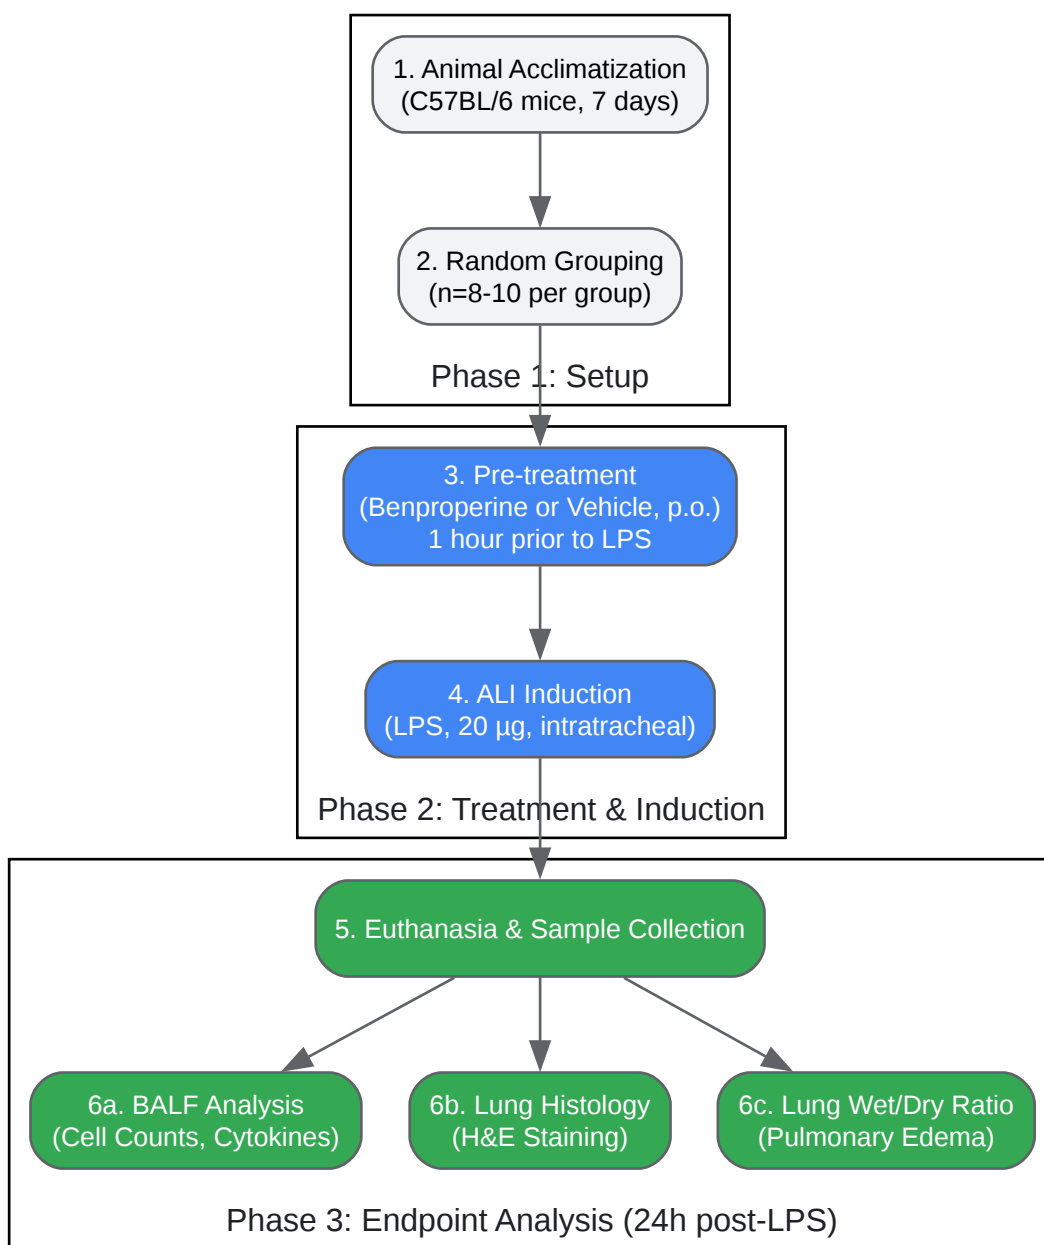 1. Animal Acclimatization
(C57BL/6 mice, 7 days)
2. Random Grouping
(n=8-10 per group)
Phase 1: Setup
3. Pre-treatment
(Benproperine or Vehicle, p.o.)
1 hour prior to LPS
4. ALI Induction
(LPS, 20 µg, intratracheal)
Phase 2: Treatment & Induction
5. Euthanasia & Sample Collection
6a. BALF Analysis
(Cell Counts, Cytokines)
6b. Lung Histology
(H&E Staining)
6c. Lung Wet/Dry Ratio
(Pulmonary Edema)
Phase 3: Endpoint Analysis (24h post-LPS)